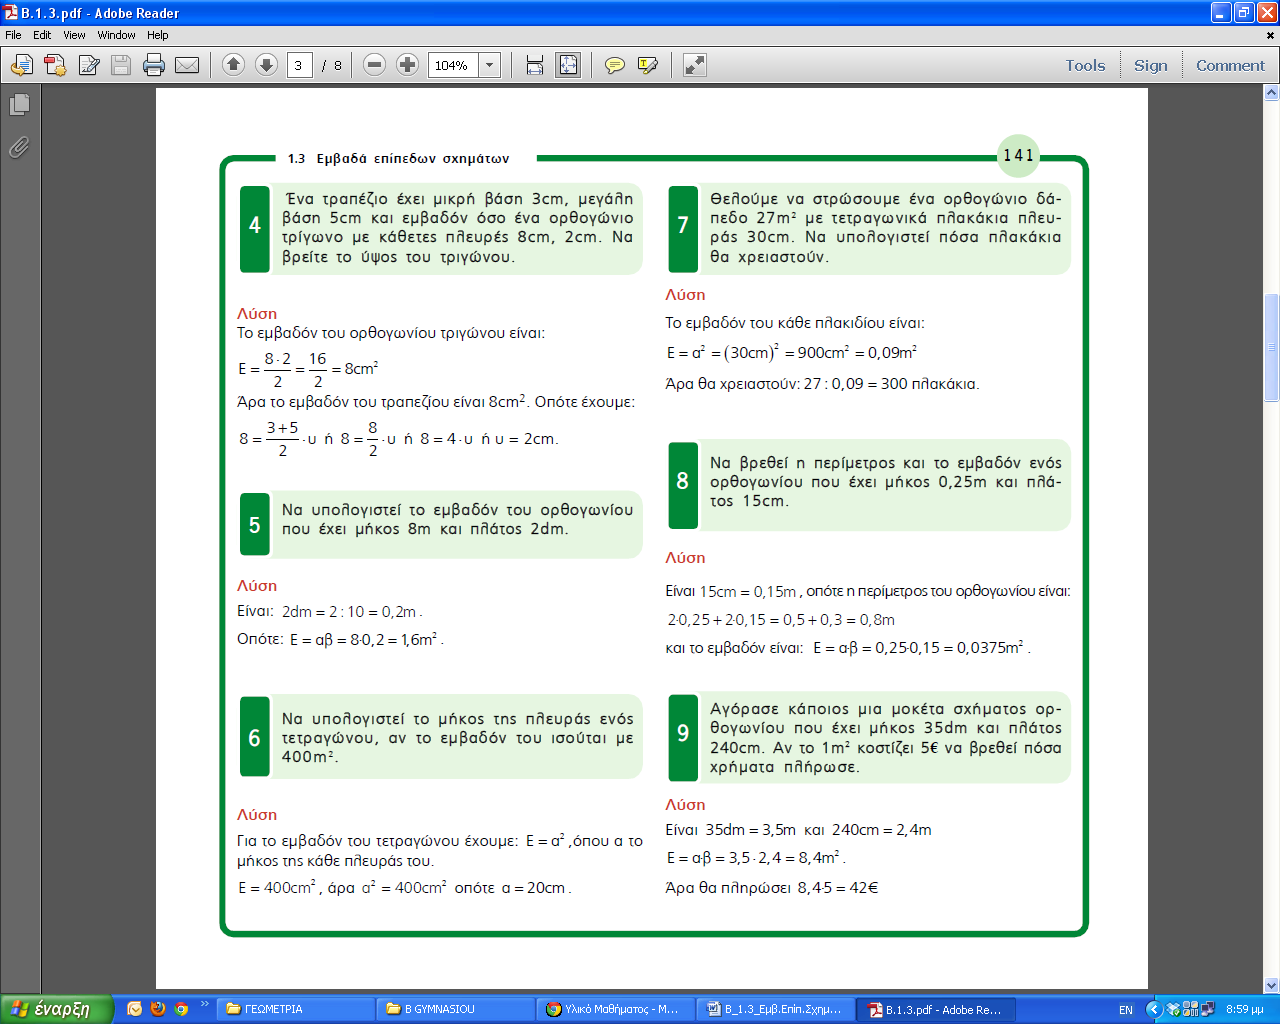 B.1.3.pdf - Adobe Reader
File Edit View Window Help
3 / 8 104% Tools Sign Comment
1.3 Εμβαδά επίπεδων σχημάτων
141
4
Ένα τραπέζιο έχει μικρή βάση 3cm, μεγάλη
βάση 5cm και εμβαδόν όσο ένα ορθογώνιο
τρίγωνο με κάθετες πλευρές 8cm, 2cm. Να
βρείτε το ύψος του τριγώνου.
Λύση
Το εμβαδόν του ορθογωνίου τριγώνου είναι:
E = 8 · 2 / 2 = 16 / 2 = 8cm²
Άρα το εμβαδόν του τραπεζίου είναι 8cm². Οπότε έχουμε:
8 = 3+5 / 2 · υ ή 8 = 8 / 2 · υ ή 8 = 4 · υ ή υ = 2cm.
5
Να υπολογιστεί το εμβαδόν του ορθογωνίου
που έχει μήκος 8m και πλάτος 2dm.
Λύση
Είναι: 2dm = 2 : 10 = 0,2m .
Οπότε: E = αβ = 8·0,2 = 1,6m² .
6
Να υπολογιστεί το μήκος της πλευράς ενός
τετραγώνου, αν το εμβαδόν του ισούται με
400m².
Λύση
Για το εμβαδόν του τετραγώνου έχουμε: E = α² ,όπου α το
μήκος της κάθε πλευράς του.
E = 400cm² , άρα α² = 400cm² οπότε α = 20cm .
7
Θελούμε να στρώσουμε ένα ορθογώνιο δά-
πεδο 27m² με τετραγωνικά πλακάκια πλευ-
ράς 30cm. Να υπολογιστεί πόσα πλακάκια
θα χρειαστούν.
Λύση
Το εμβαδόν του κάθε πλακιδίου είναι:
E = α² = (30cm)² = 900cm² = 0,09m²
Άρα θα χρειαστούν: 27 : 0,09 = 300 πλακάκια.
8
Να βρεθεί η περίμετρος και το εμβαδόν ενός
ορθογωνίου που έχει μήκος 0,25m και πλά-
τος 15cm.
Λύση
Είναι 15cm = 0,15m , οπότε η περίμετρος του ορθογωνίου είναι:
2·0,25 + 2·0,15 = 0,5 + 0,3 = 0,8m
και το εμβαδόν είναι: E = α·β = 0,25·0,15 = 0,0375m² .
9
Αγόρασε κάποιος μια μοκέτα σχήματος ορ-
θογωνίου που έχει μήκος 35dm και πλάτος
240cm. Αν το 1m² κοστίζει 5€ να βρεθεί πόσα
χρήματα πλήρωσε.
Λύση
Είναι 35dm = 3,5m και 240cm = 2,4m
E = α·β = 3,5 · 2,4 = 8,4m² .
Άρα θα πληρώσει 8,4·5 = 42€
έναρξη ΓΕΩΜΕΤΡΙΑ B GYMNASIOU Υλικό Μαθήματος - M... B_1.3_Εμβ.Επίπ.Σχημ... B.1.3.pdf - Adobe Re... EN 8:59 μμ